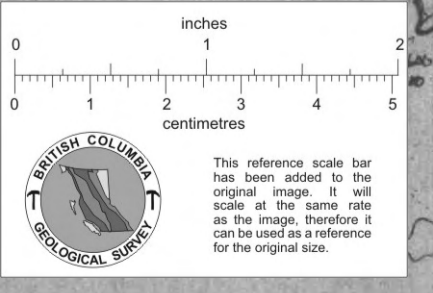 inches
0 1 2
0 1 2 3 4 5
centimetres
BRITISH COLUMBIA
GEOLOGICAL SURVEY
This reference scale bar
has been added to the
original image. It will
scale at the same rate
as the image, therefore it
can be used as a reference
for the original size.